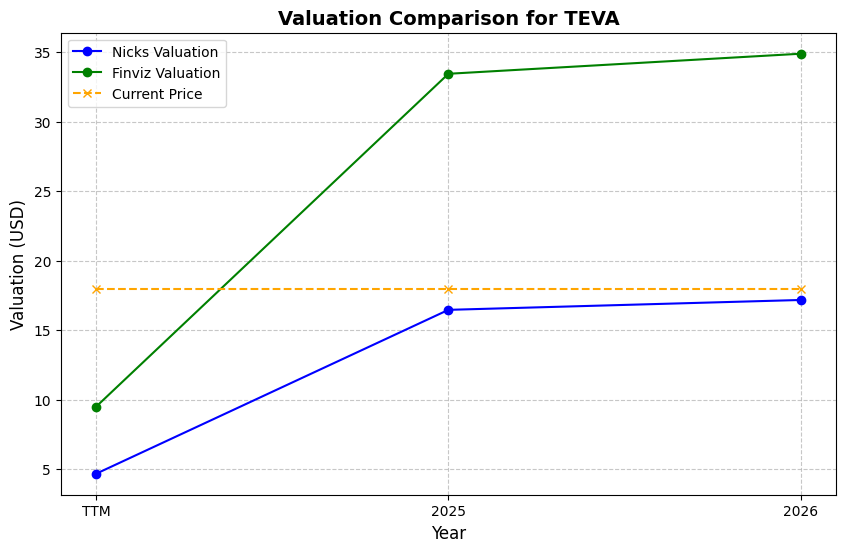 Valuation Comparison for TEVA
Nicks Valuation
Finviz Valuation
Current Price
Valuation (USD)
35
30
25
20
15
10
5
TTM
2025
2026
Year